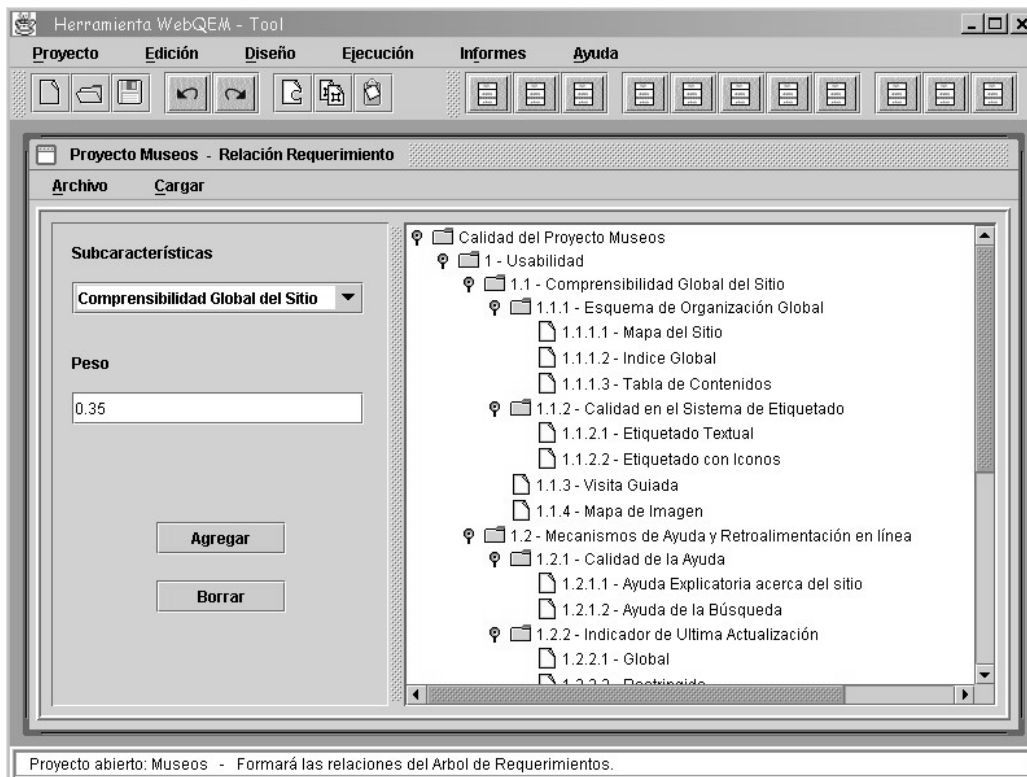 Herramienta WebQEM - Tool
Proyecto Edición Diseño Ejecución Informes Ayuda
Proyecto Museos - Relación Requerimiento
Archivo Cargar
Subcaracterísticas
Comprensibilidad Global del Sitio
Peso
0.35
Agregar
Borrar
Calidad del Proyecto Museos
1 - Usabilidad
1.1 - Comprensibilidad Global del Sitio
1.1.1 - Esquema de Organización Global
1.1.1.1 - Mapa del Sitio
1.1.1.2 - Indice Global
1.1.1.3 - Tabla de Contenidos
1.1.2 - Calidad en el Sistema de Etiquetado
1.1.2.1 - Etiquetado Textual
1.1.2.2 - Etiquetado con Iconos
1.1.3 - Visita Guiada
1.1.4 - Mapa de Imagen
1.2 - Mecanismos de Ayuda y Retroalimentación en línea
1.2.1 - Calidad de la Ayuda
1.2.1.1 - Ayuda Explicatoria acerca del sitio
1.2.1.2 - Ayuda de la Búsqueda
1.2.2 - Indicador de Ultima Actualización
1.2.2.1 - Global
1.2.2.2 - Restringido
Proyecto abierto: Museos - Formará las relaciones del Arbol de Requerimientos.